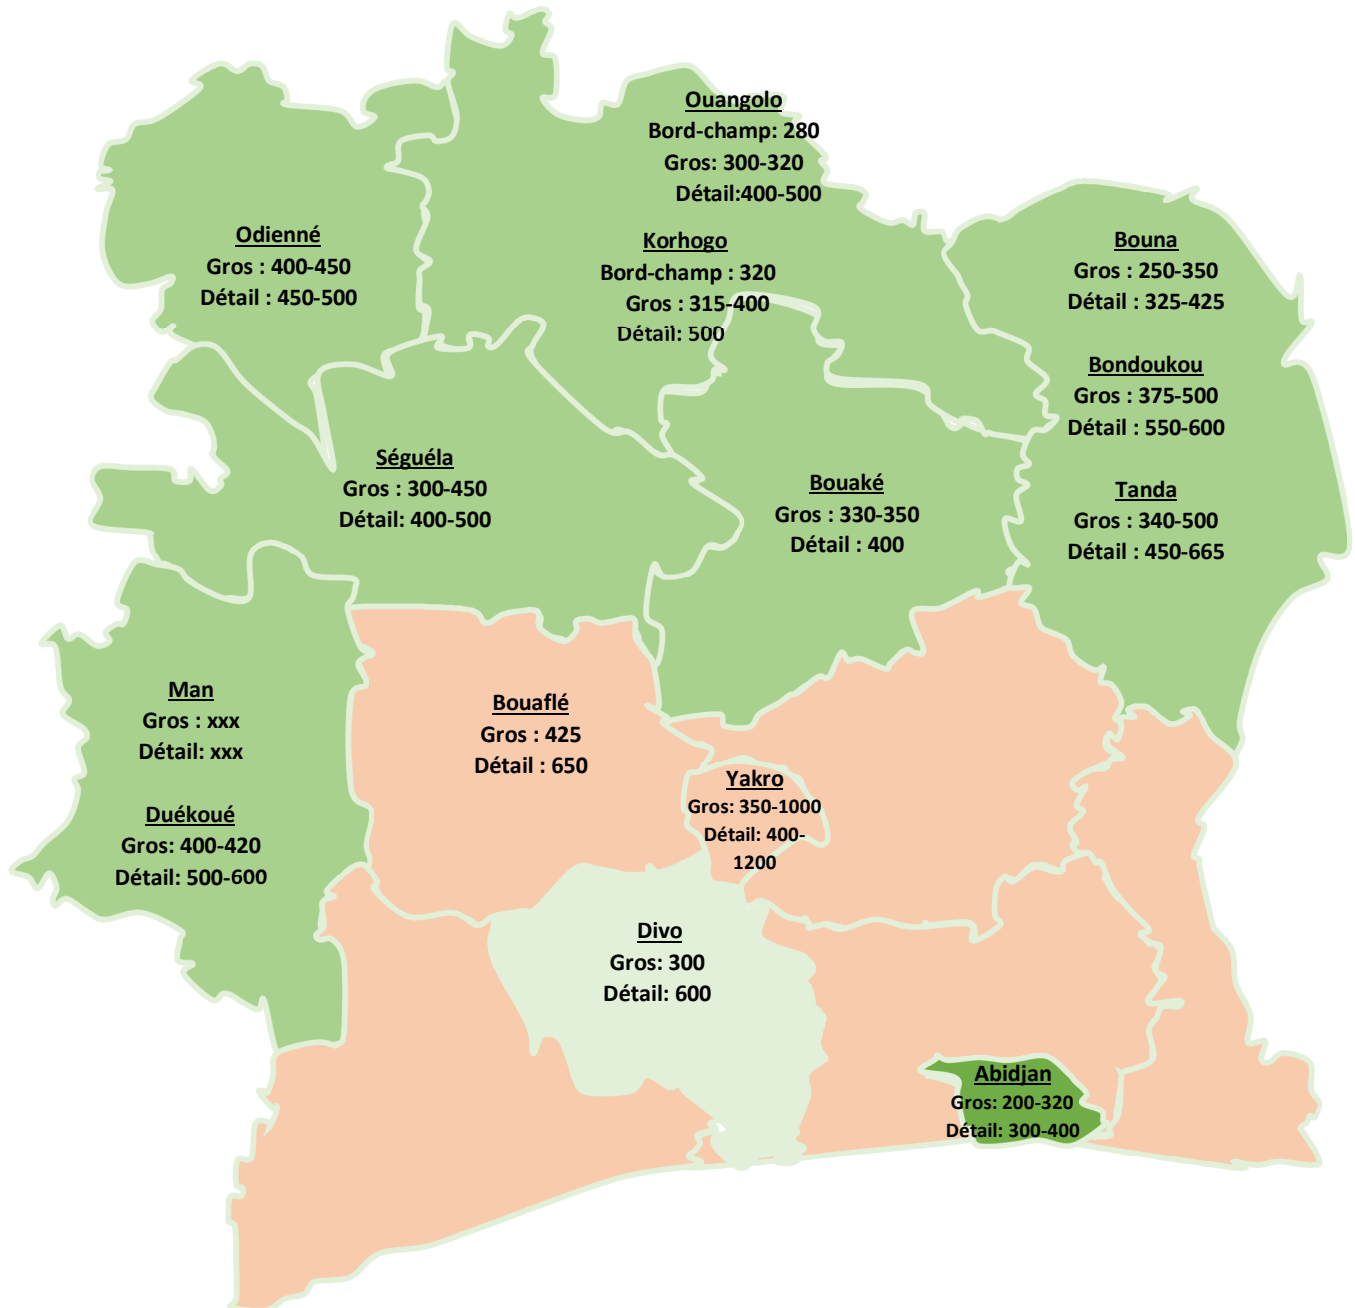 Ouangolo
Bord-champ: 280
Gros: 300-320
Détail:400-500
Odienné
Gros : 400-450
Détail : 450-500
Korhogo
Bord-champ : 320
Gros : 315-400
Détail: 500
Bouna
Gros : 250-350
Détail : 325-425
Bondoukou
Gros : 375-500
Détail : 550-600
Tanda
Gros : 340-500
Détail : 450-665
Séguéla
Gros : 300-450
Détail: 400-500
Bouaké
Gros : 330-350
Détail : 400
Man
Gros : xxx
Détail: xxx
Duékoué
Gros: 400-420
Détail: 500-600
Bouaflé
Gros : 425
Détail : 650
Yakro
Gros: 350-1000
Détail: 400-
1200
Divo
Gros: 300
Détail: 600
Abidjan
Gros: 200-320
Détail: 300-400